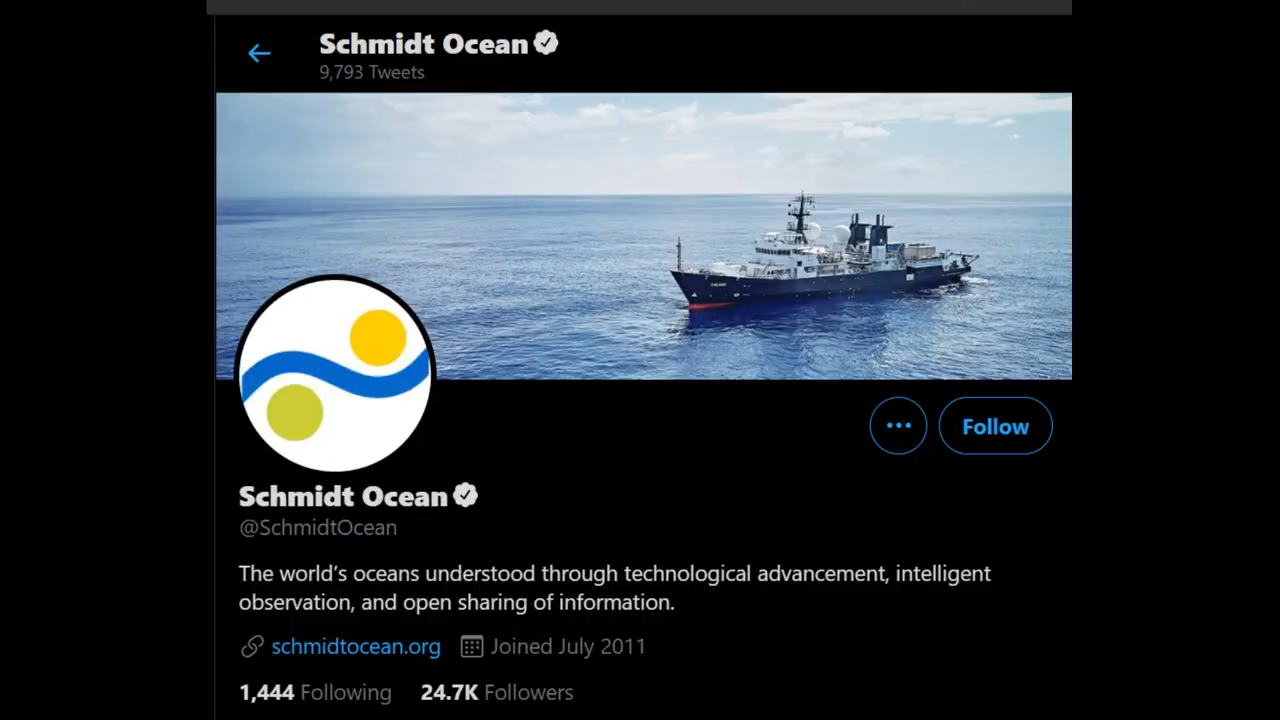 Schmidt Ocean
9,793 Tweets
Follow
Schmidt Ocean
@SchmidtOcean
The world's oceans understood through technological advancement, intelligent
observation, and open sharing of information.
schmidtocean.org Joined July 2011
1,444 Following 24.7K Followers